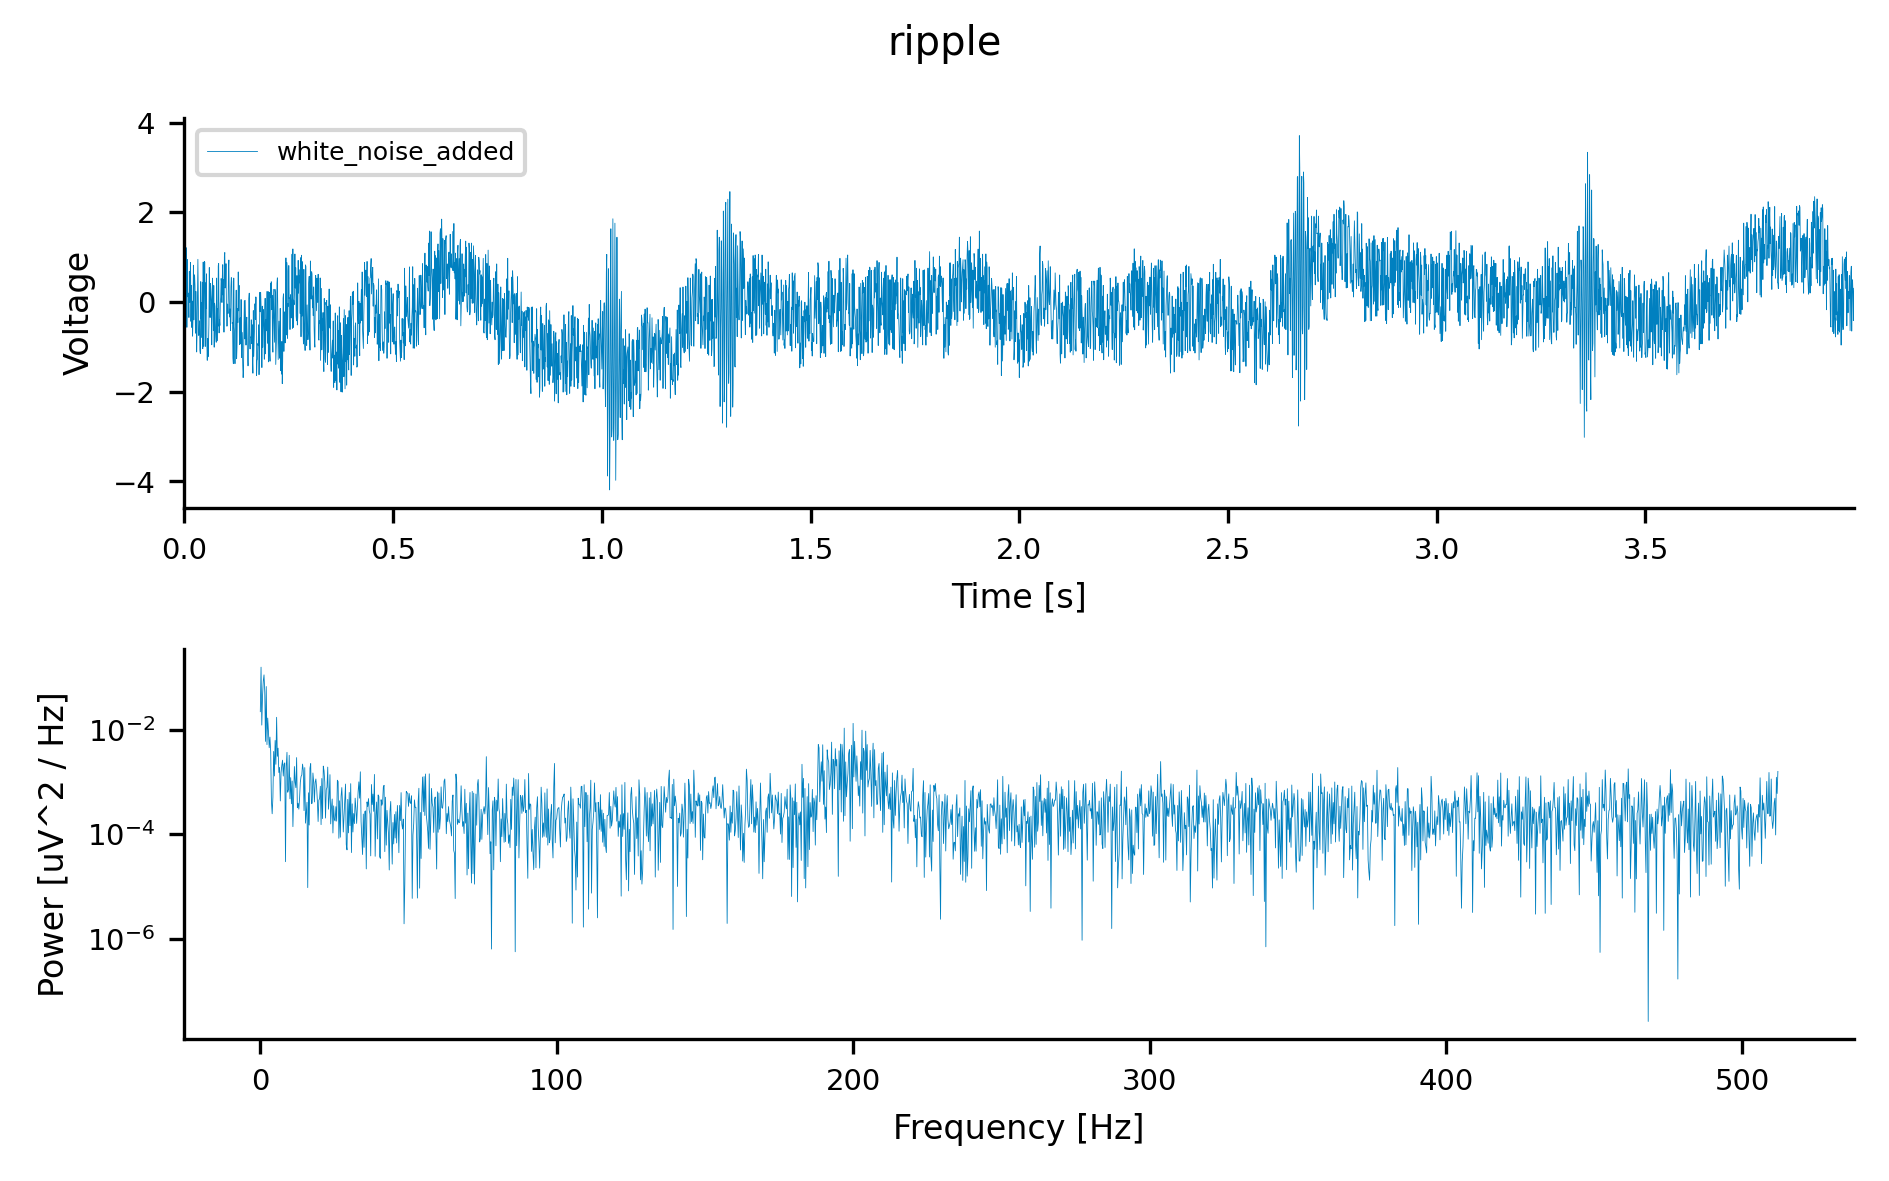 ripple
4
2
0
−2
−4
Voltage
white_noise_added
0.0 0.5 1.0 1.5 2.0 2.5 3.0 3.5
Time [s]
10⁻²
10⁻⁴
10⁻⁶
Power [uV^2 / Hz]
0 100 200 300 400 500
Frequency [Hz]